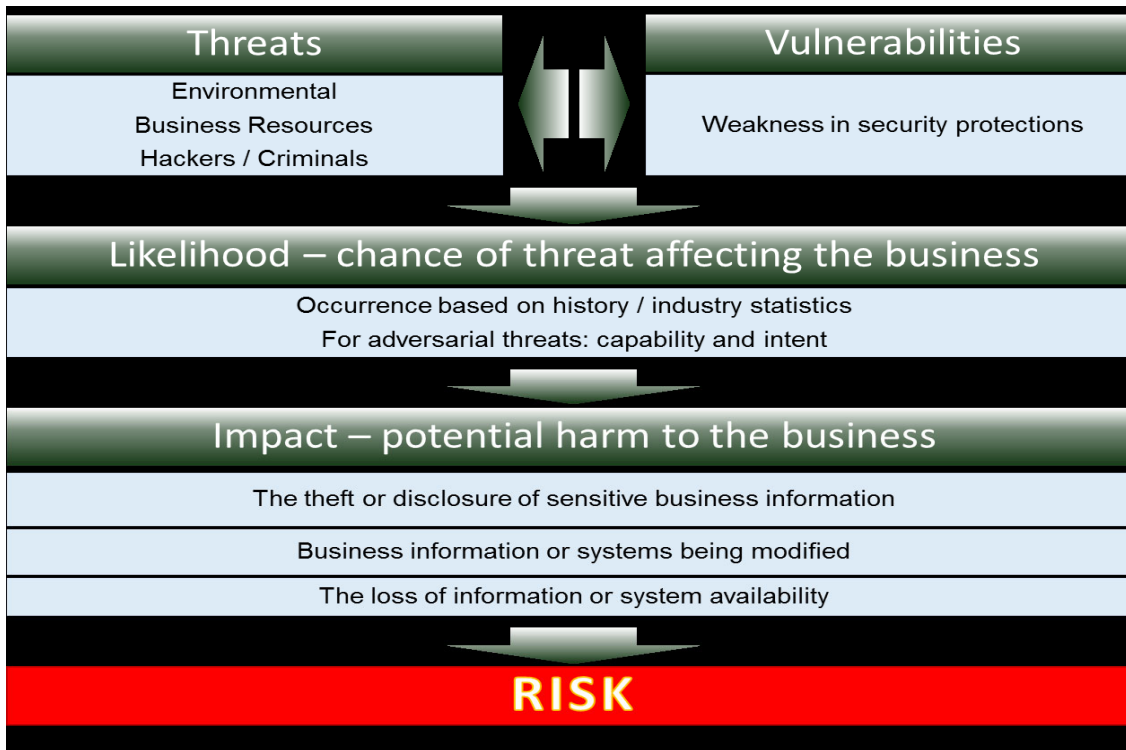 Threats
Environmental
Business Resources
Hackers / Criminals
Vulnerabilities
Weakness in security protections
Likelihood – chance of threat affecting the business
Occurrence based on history / industry statistics
For adversarial threats: capability and intent
Impact – potential harm to the business
The theft or disclosure of sensitive business information
Business information or systems being modified
The loss of information or system availability
RISK